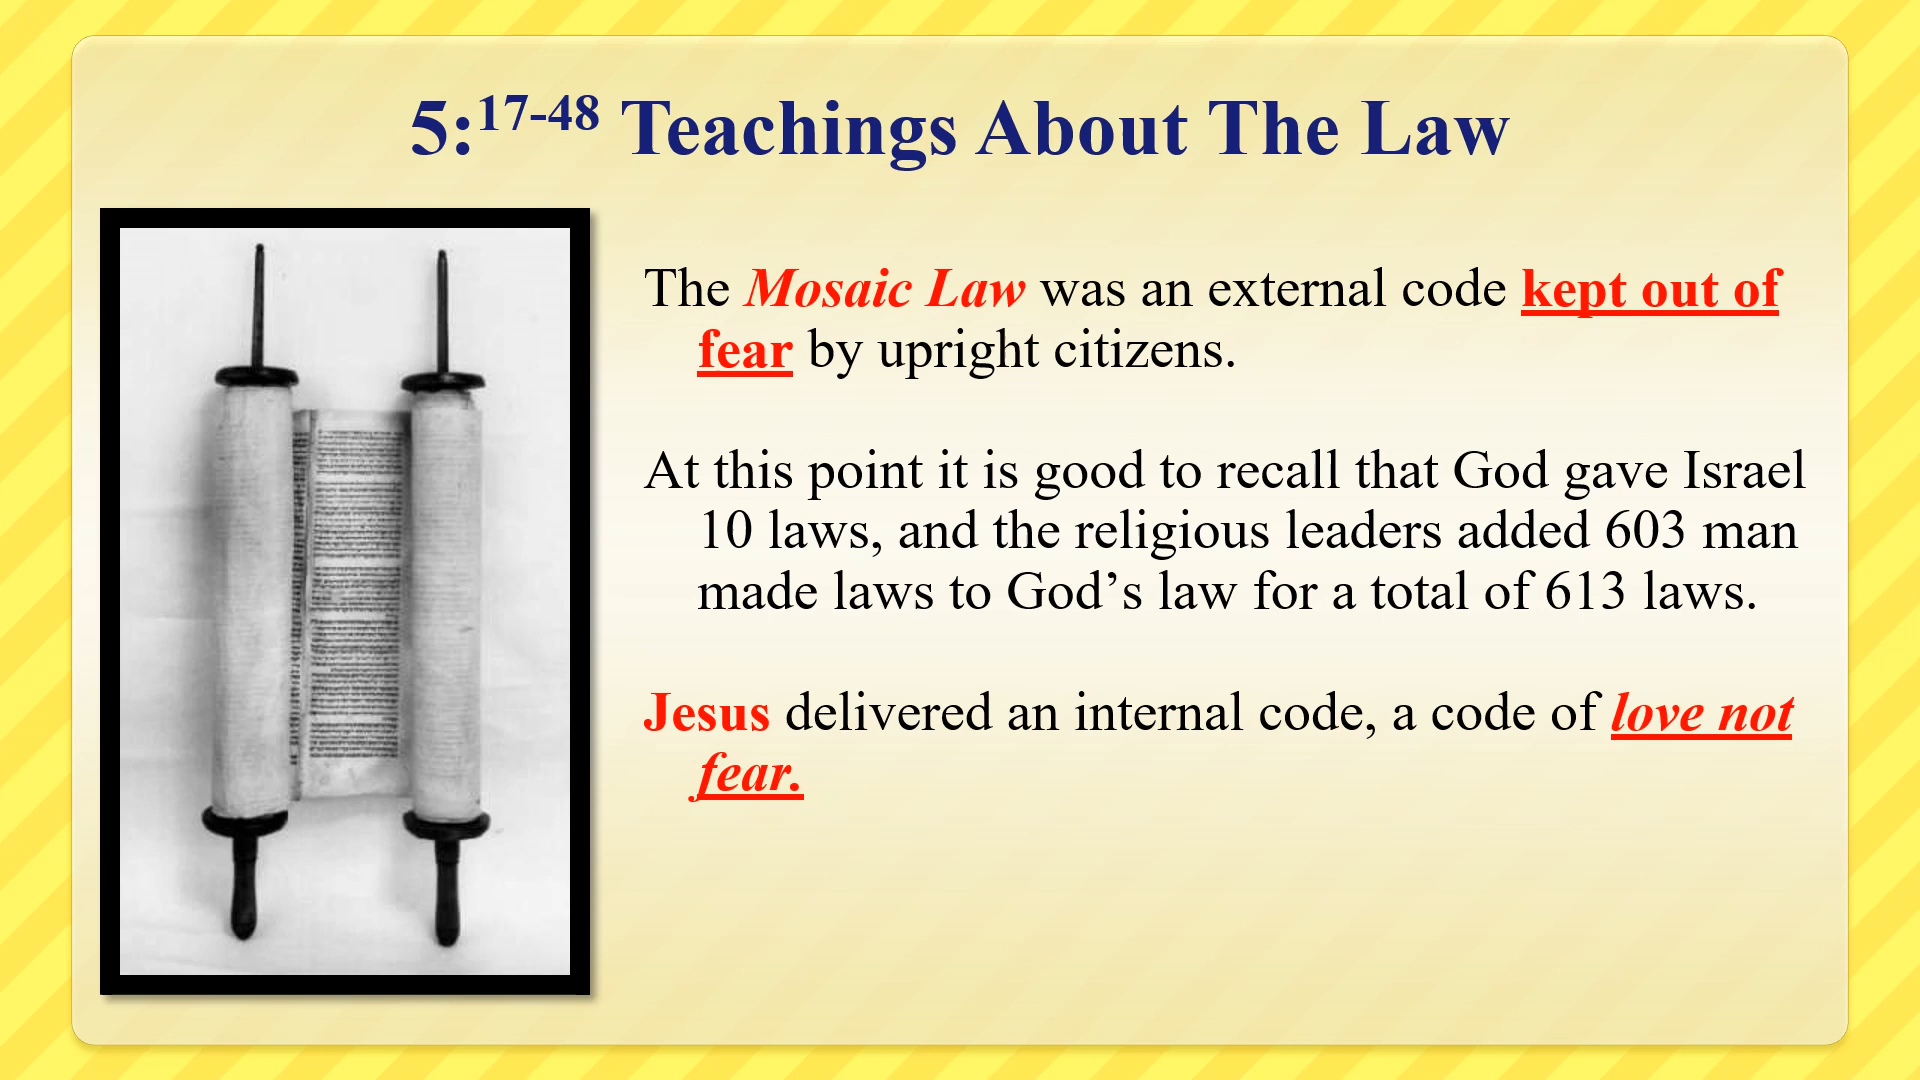 5:17-48 Teachings About The Law
The Mosaic Law was an external code kept out of
fear by upright citizens.
At this point it is good to recall that God gave Israel
10 laws, and the religious leaders added 603 man
made laws to God’s law for a total of 613 laws.
Jesus delivered an internal code, a code of love not
fear.